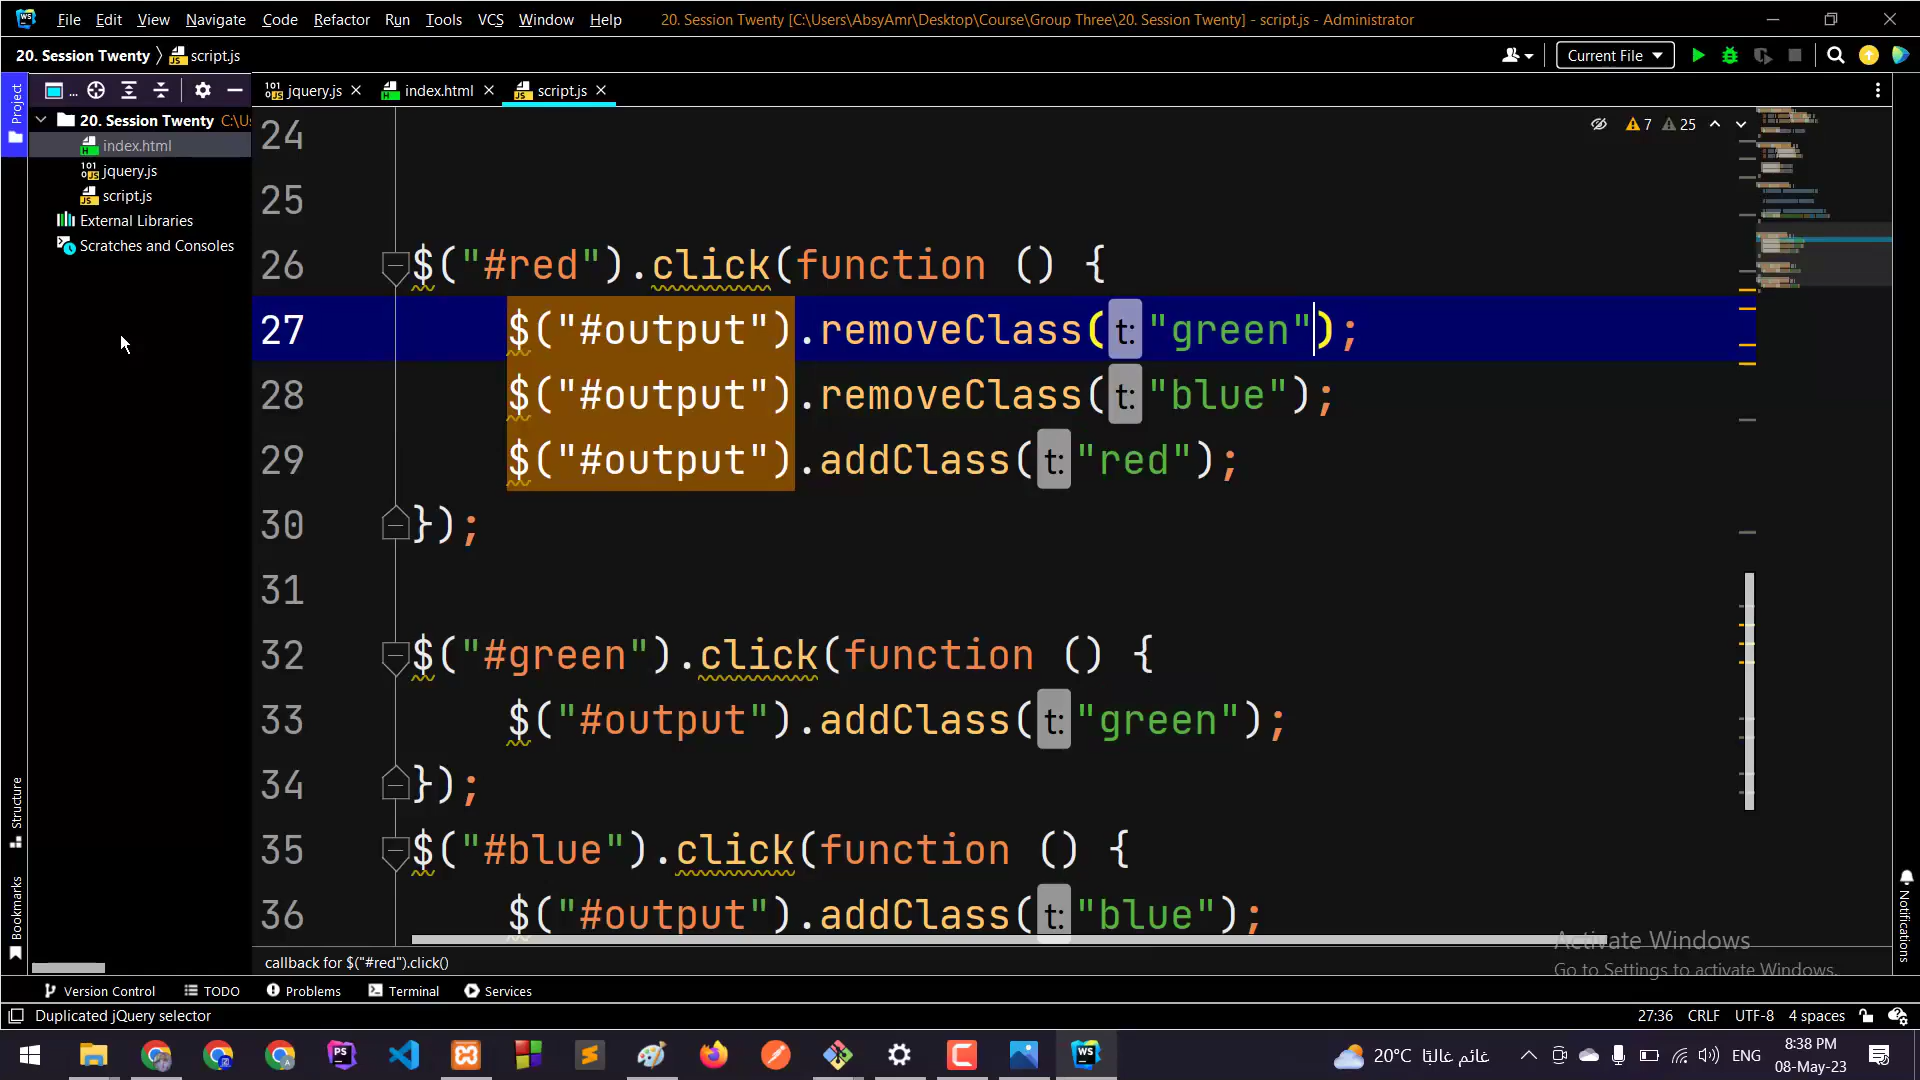 File Edit View Navigate Code Refactor Run Tools VCS Window Help 20. Session Twenty [C:\Users\AbsyAmr\Desktop\Course\Group Three\20. Session Twenty] - script.js - Administrator
20. Session Twenty script.js Current File
Project ... jquery.js index.html script.js
20. Session Twenty C:\Us
index.html
jquery.js
script.js
External Libraries
Scratches and Consoles
7 25
24
25
26 $("#red").click(function () {
27 $("#output").removeClass( t: "green");
28 $("#output").removeClass( t: "blue");
29 $("#output").addClass( t: "red");
30 });
31
32 $("#green").click(function () {
33 $("#output").addClass( t: "green");
34 });
35 $("#blue").click(function () {
36 $("#output").addClass( t: "blue");
Structure
Bookmarks
Notifications
Activate Windows
Go to Settings to activate Windows.
callback for $("#red").click()
Version Control TODO Problems Terminal Services
Duplicated jQuery selector 27:36 CRLF UTF-8 4 spaces
20°C غائم غالبًا ENG 8:38 PM
08-May-23